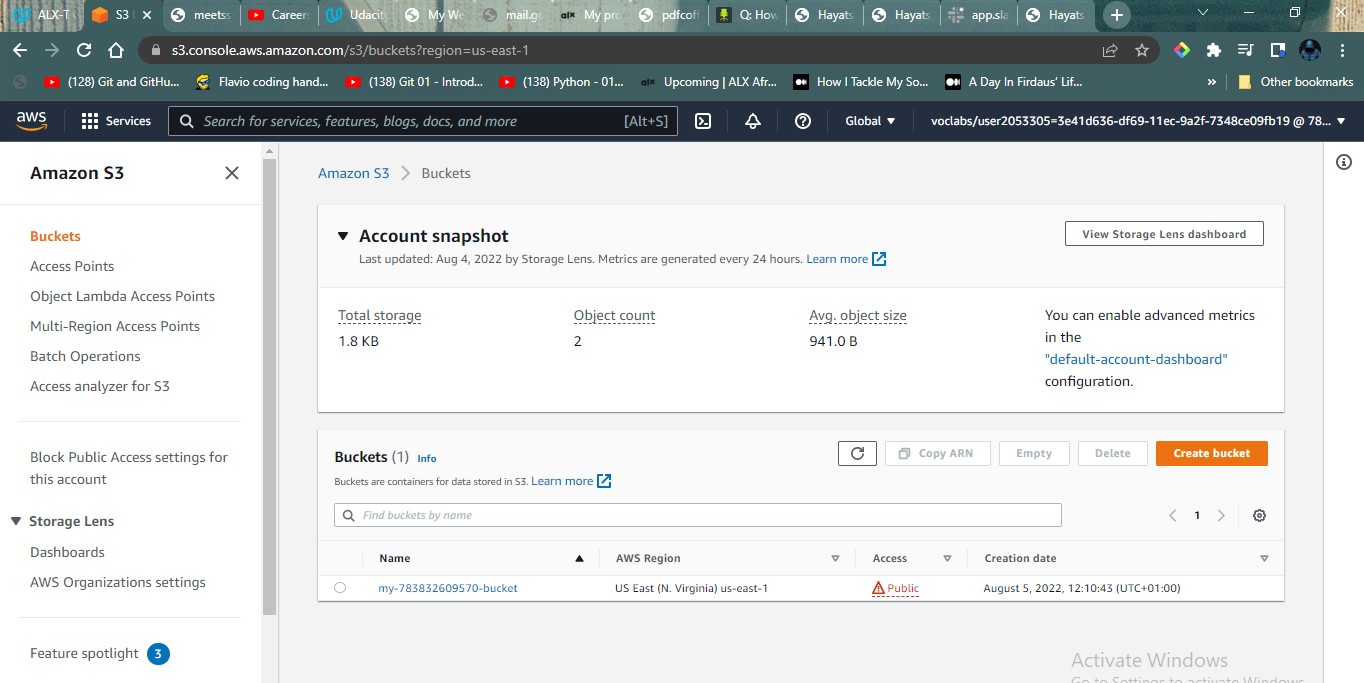 ALX-T
S3
meets
Career
Udaci
My We
mail.g
alx My pro
pdfcof
Q: How
Hayats
Hayats
app.sla
Hayats
s3.console.aws.amazon.com/s3/buckets?region=us-east-1
(128) Git and GitHu...
Flavio coding hand...
(138) Git 01 - Introd...
(138) Python - 01...
alx Upcoming | ALX Afr...
How I Tackle My So...
A Day In Firdaus' Lif...
»
Other bookmarks
aws
Services
Search for services, features, blogs, docs, and more
[Alt+S]
Global
voclabs/user2053305=3e41d636-df69-11ec-9a2f-7348ce09fb19 @ 78...
Amazon S3
Buckets
Access Points
Object Lambda Access Points
Multi-Region Access Points
Batch Operations
Access analyzer for S3
Block Public Access settings for
this account
Storage Lens
Dashboards
AWS Organizations settings
Feature spotlight 3
Amazon S3 > Buckets
Account snapshot
View Storage Lens dashboard
Last updated: Aug 4, 2022 by Storage Lens. Metrics are generated every 24 hours. Learn more
Total storage
1.8 KB
Object count
2
Avg. object size
941.0 B
You can enable advanced metrics
in the
"default-account-dashboard"
configuration.
Buckets (1) Info
Copy ARN
Empty
Delete
Create bucket
Buckets are containers for data stored in S3. Learn more
Find buckets by name
1
Name
AWS Region
Access
Creation date
my-783832609570-bucket
US East (N. Virginia) us-east-1
Public
August 5, 2022, 12:10:43 (UTC+01:00)
Activate Windows
Go to Settings to activate Windows.